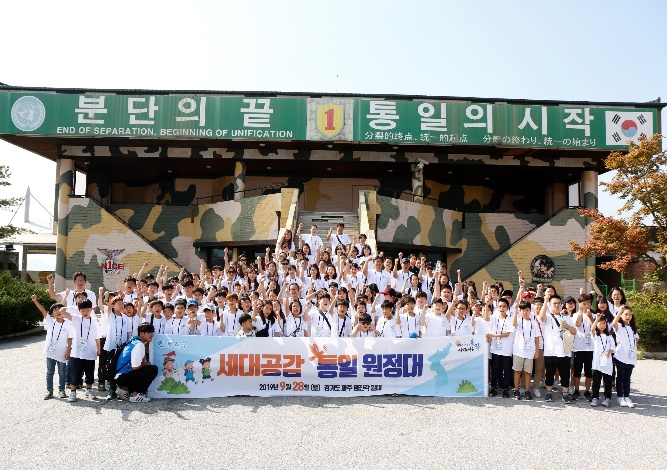 분단의 끝
END OF SEPARATION, BEGINNING OF UNIFICATION
1
통일의 시작
分裂的终点、统一的起点
分断の終わり、統一の始まり
세대공감 통일 원정대
2019년 9월 28일 (토)